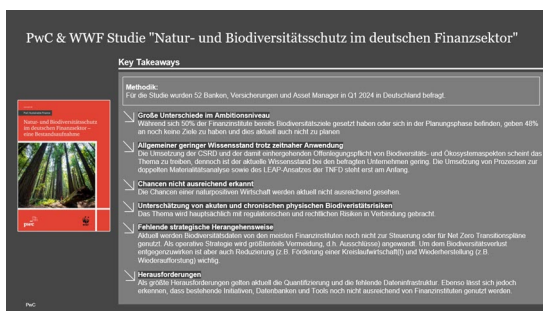 PwC & WWF Studie "Natur- und Biodiversitätsschutz im deutschen Finanzsektor"
Key Takeaways
Methodik:
Für die Studie wurden 52 Banken, Versicherungen und Asset Manager in Q1 2024 in Deutschland befragt.
Große Unterschiede im Ambitionsniveau
Während sich 50% der Finanzinstitute bereits Biodiversitätsziele gesetzt haben oder sich in der Planungsphase befinden, geben 48%
an noch keine Ziele zu haben und dies aktuell auch nicht zu planen
Allgemeiner geringer Wissensstand trotz zeitnaher Anwendung
Die Umsetzung der CSRD und der damit einhergehenden Offenlegungspflicht von Biodiversitäts- und Ökosystemaspekten scheint das
Thema zu treiben, dennoch ist der aktuelle Wissensstand bei den befragten Unternehmen gering. Die Umsetzung von Prozessen zur
doppelten Materialitätsanalyse sowie des LEAP-Ansatzes der TNFD steht erst am Anfang.
Chancen nicht ausreichend erkannt
Die Chancen einer naturpositiven Wirtschaft werden aktuell nicht ausreichend gesehen.
Unterschätzung von akuten und chronischen physischen Biodiveristätsrisiken
Das Thema wird hauptsächlich mit regulatorischen und rechtlichen Risiken in Verbindung gebracht.
Fehlende strategische Herangehensweise
Aktuell werden Biodiversitätsdaten von den meisten Finanzinstituten noch nicht zur Steuerung oder für Net Zero Transitionspläne
genutzt. Als operative Strategie wird größtenteils Vermeidung, d.h. Ausschlüsse) angewandt. Um dem Biodiversitätsverlust
entgegenzuwirken ist aber auch Reduzierung (z.B. Förderung einer Kreislaufwirtschaft) und Wiederherstellung (z.B.
Wiederaufforstung) wichtig.
Herausforderungen
Als größte Herausforderungen gelten aktuell die Quantifizierung und die fehlende Dateninfrastruktur. Ebenso lässt sich jedoch
erkennen, dass bestehende Initiativen, Datenbanken und Tools noch nicht ausreichend von Finanzinstituten genutzt werden.
Natur und Biodiversitätsschutz
im deutschen Finanzsektor –
eine Bestandsaufnahme
pwc
WWF
PwC